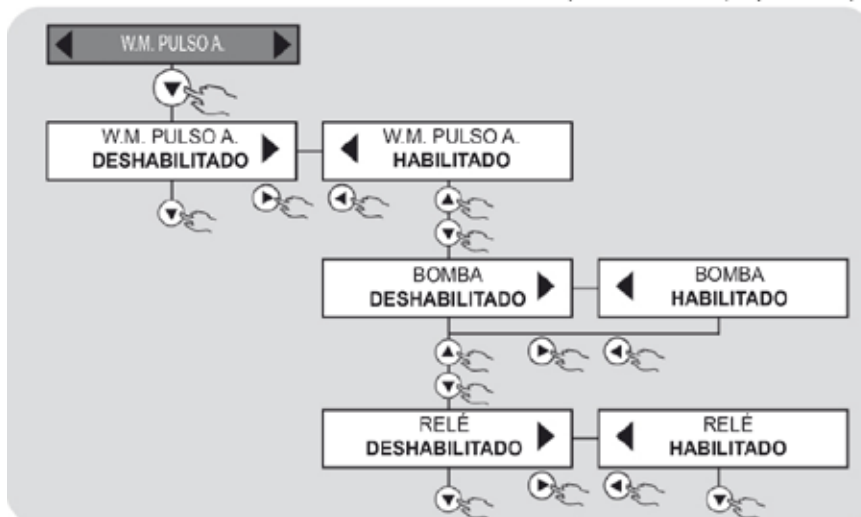 W.M. PULSO A.
W.M. PULSO A.
DESHABILITADO
W.M. PULSO A.
HABILITADO
BOMBA
DESHABILITADO
BOMBA
HABILITADO
RELÉ
DESHABILITADO
RELÉ
HABILITADO